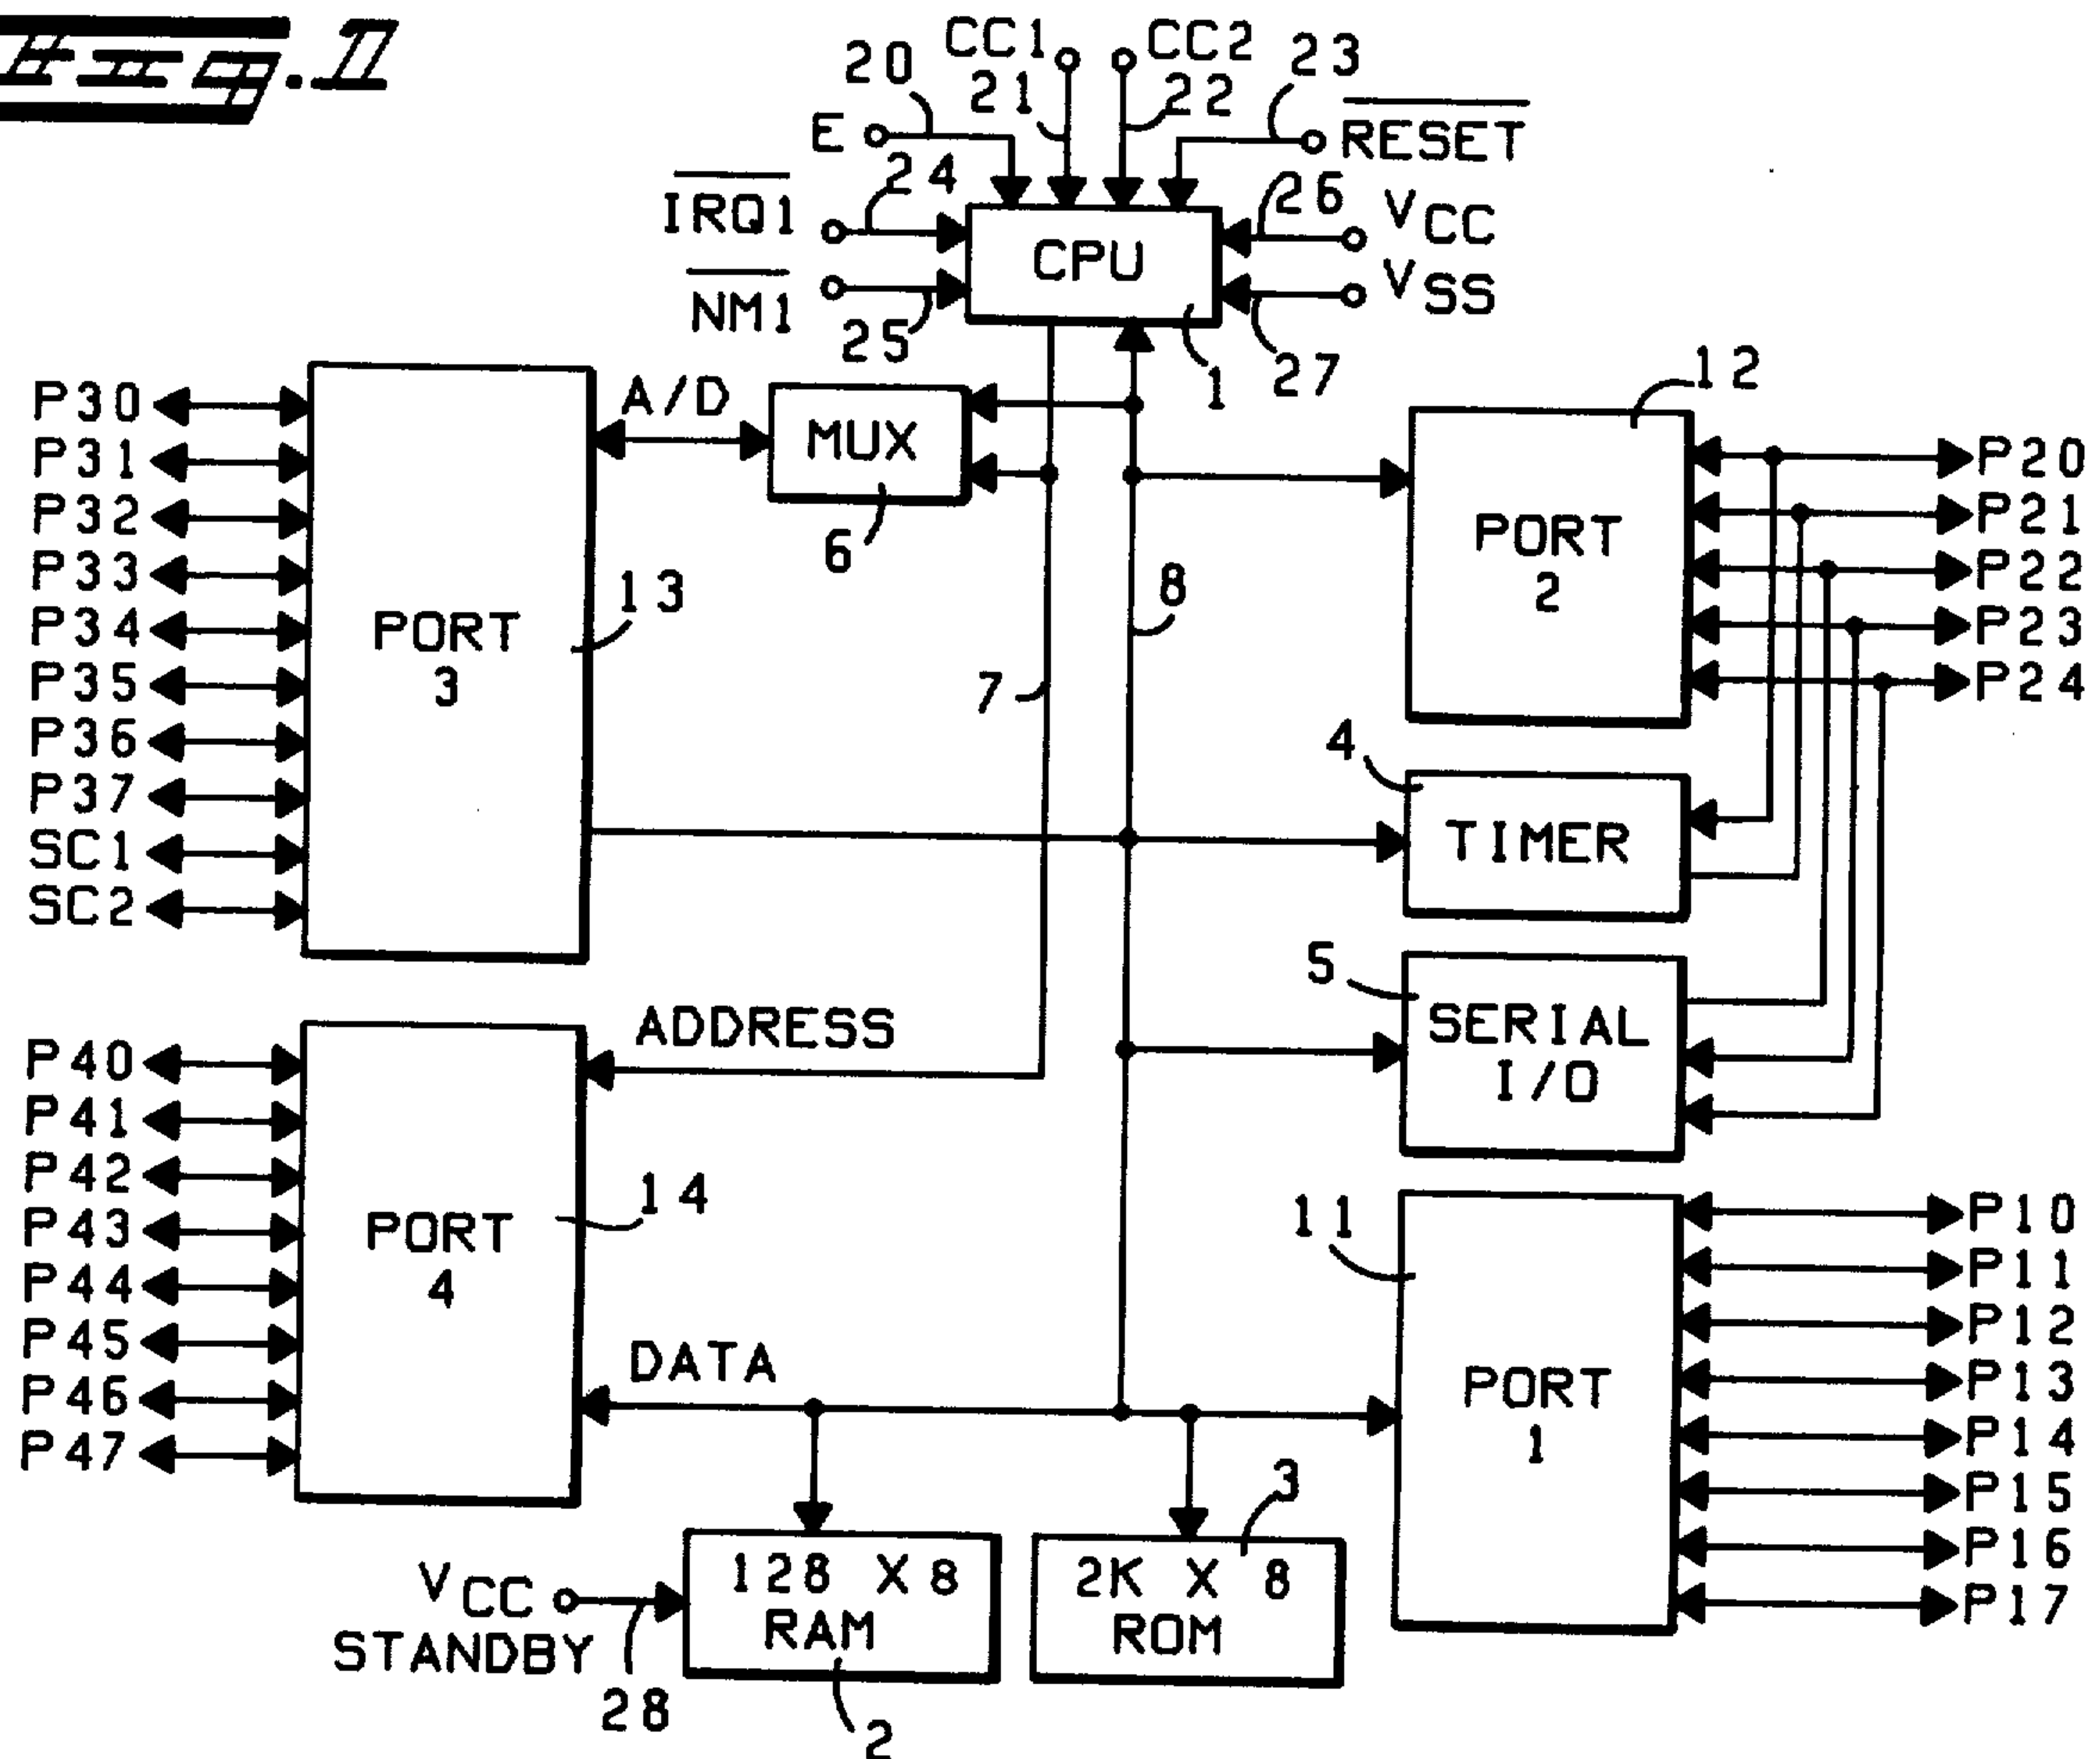 Fig. II
CC1
CC2
20
21
22
23
E
RESET
24
IRQ1
26
VCC
CPU
NM1
VSS
25
1
27
12
P30
P31
P32
P33
P34
P35
P36
P37
SC1
SC2
A/D
MUX
6
PORT
3
13
8
7
PORT
2
P20
P21
P22
P23
P24
4
TIMER
5
SERIAL
I/O
ADDRESS
P40
P41
P42
P43
P44
P45
P46
P47
PORT
4
14
DATA
11
PORT
1
P10
P11
P12
P13
P14
P15
P16
P17
3
VCC
STANDBY
28
128 X 8
RAM
2
2K X 8
ROM